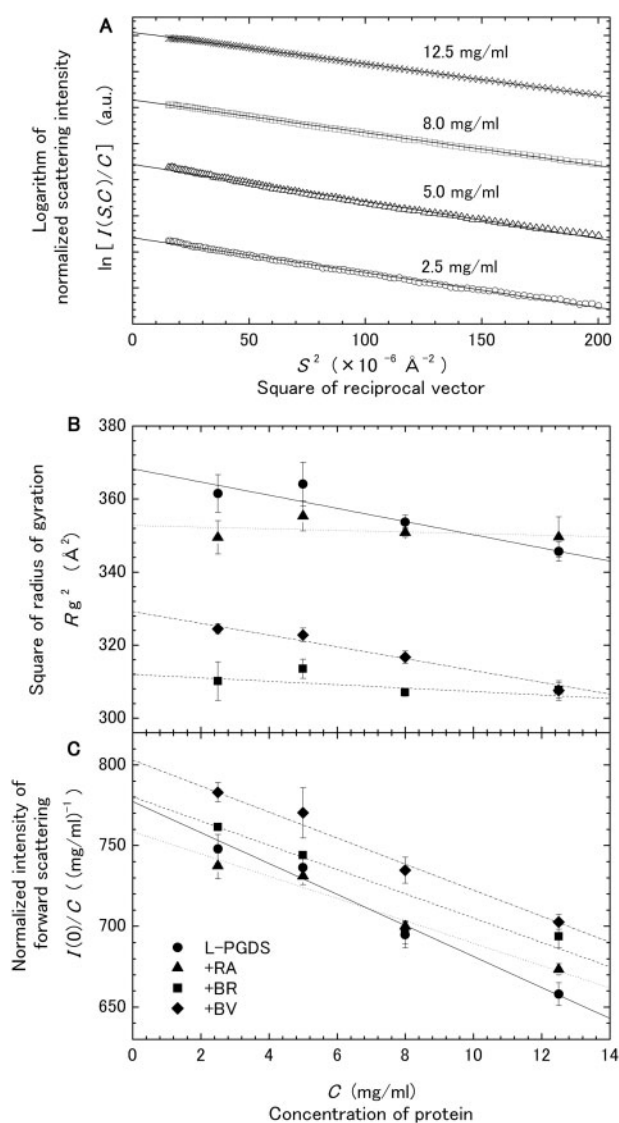 A
12.5 mg/ml
8.0 mg/ml
5.0 mg/ml
2.5 mg/ml
Logarithm of
normalized scattering intensity
ln [ I(S,C)/C ] (a.u.)
0 50 100 150 200
S² (×10⁻⁶ Å⁻²)
Square of reciprocal vector
B
380
360
340
320
300
Square of radius of gyration
Rg² (Å²)
C
800
750
700
650
Normalized intensity of
forward scattering
I(0)/C ((mg/ml)⁻¹)
L-PGDS
+RA
+BR
+BV
0 2 4 6 8 10 12 14
C (mg/ml)
Concentration of protein